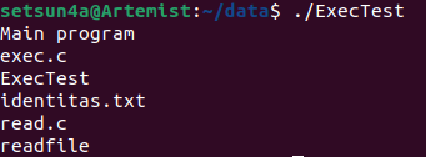 setsun4a@Artemist:~/data$ ./ExecTest
Main program
exec.c
ExecTest
identitas.txt
read.c
readfile